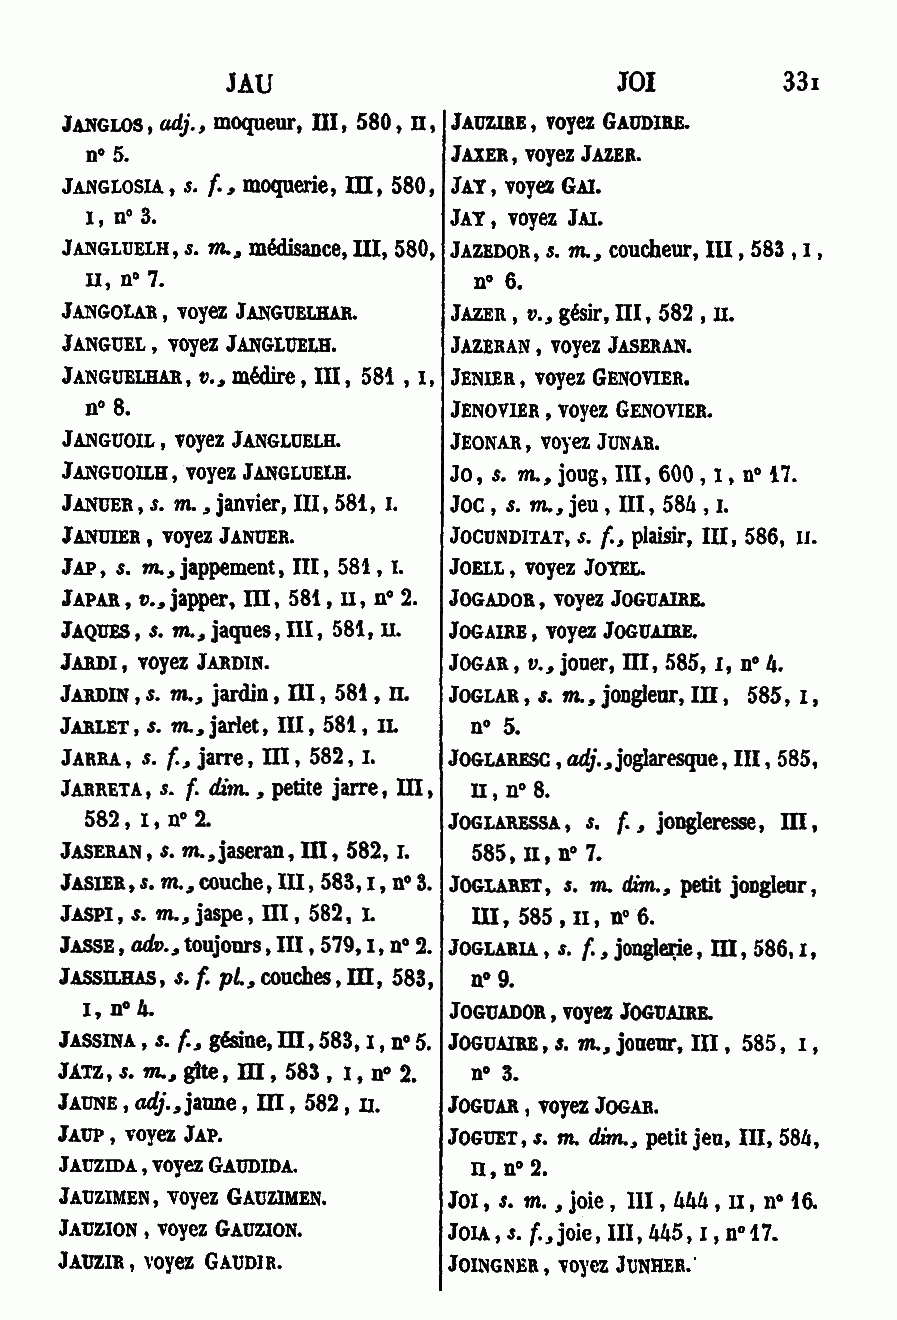 JAU JOI 331
JANGLOS, adj., moqueur, III, 580, II,
n° 5.
JANGLOSIA, s. f., moquerie, III, 580,
I, n° 3.
JANGLUELH, s. m., médisance, III, 580,
II, n° 7.
JANGOLAR, voyez JANGUELHAR.
JANGUEL, voyez JANGLUELH.
JANGUELHAR, v., médire, III, 581, I,
n° 8.
JANGUOIL, voyez JANGLUELH.
JANGUOILH, voyez JANGLUELH.
JANUER, s. m., janvier, III, 581, I.
JANUIER, voyez JANUER.
JAP, s. m., jappement, III, 581, I.
JAPAR, v., japper, III, 581, II, n° 2.
JAQUES, s. m., jaques, III, 581, II.
JARDI, voyez JARDIN.
JARDIN, s. m., jardin, III, 581, II.
JARLET, s. m., jarlet, III, 581, II.
JARRA, s. f., jarre, III, 582, I.
JARRETA, s. f. dim., petite jarre, III,
582, I, n° 2.
JASERAN, s. m., jaseran, III, 582, I.
JASIER, s. m., couche, III, 583, I, n° 3.
JASPI, s. m., jaspe, III, 582, I.
JASSE, adv., toujours, III, 579, I, n° 2.
JASSILHAS, s. f. pl., couches, III, 583,
I, n° 4.
JASSINA, s. f., gésine, III, 583, I, n° 5.
JATZ, s. m., gîte, III, 583, I, n° 2.
JAUNE, adj., jaune, III, 582, II.
JAUP, voyez JAP.
JAUZIDA, voyez GAUDIDA.
JAUZIMEN, voyez GAUZIMEN.
JAUZION, voyez GAUZION.
JAUZIR, voyez GAUDIR.
JAUZIRE, voyez GAUDIRE.
JAXER, voyez JAZER.
JAY, voyez GAI.
JAY, voyez JAI.
JAZEDOR, s. m., coucheur, III, 583, I,
n° 6.
JAZER, v., gésir, III, 582, II.
JAZERAN, voyez JASERAN.
JENIER, voyez GENOVIER.
JENOVIER, voyez GENOVIER.
JEONAR, voyez JUNAR.
JO, s. m., joug, III, 600, I, n° 17.
JOC, s. m., jeu, III, 584, I.
JOCUNDITAT, s. f., plaisir, III, 586, II.
JOELL, voyez JOYEL.
JOGADOR, voyez JOGUAIRE.
JOGAIRE, voyez JOGUAIRE.
JOGAR, v., jouer, III, 585, I, n° 4.
JOGLAR, s. m., jongleur, III, 585, I,
n° 5.
JOGLARESC, adj., joglaresque, III, 585,
II, n° 8.
JOGLARESSA, s. f., jongleresse, III,
585, II, n° 7.
JOGLARET, s. m. dim., petit jongleur,
III, 585, II, n° 6.
JOGLARIA, s. f., jonglerie, III, 586, I,
n° 9.
JOGUADOR, voyez JOGUAIRE.
JOGUAIRE, s. m., joueur, III, 585, I,
n° 3.
JOGUAR, voyez JOGAR.
JOGUET, s. m. dim., petit jeu, III, 584,
II, n° 2.
JOI, s. m., joie, III, 444, II, n° 16.
JOIA, s. f., joie, III, 445, I, n° 17.
JOINGNER, voyez JUNHER.